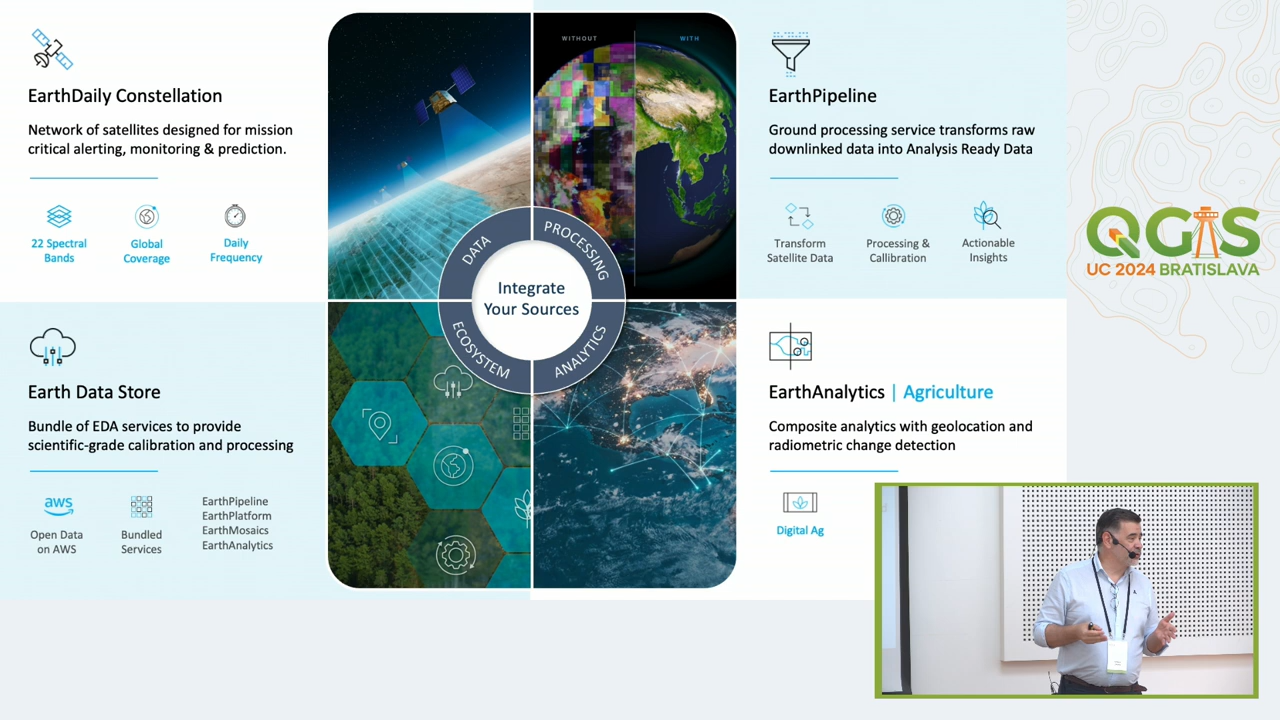 EarthDaily Constellation
Network of satellites designed for mission
critical alerting, monitoring & prediction.
22 Spectral
Bands
Global
Coverage
Daily
Frequency
WITHOUT
WITH
EarthPipeline
Ground processing service transforms raw
downlinked data into Analysis Ready Data
Transform
Satellite Data
Processing &
Callibration
Actionable
Insights
DATA
PROCESSING
Integrate
Your Sources
ECOSYSTEM
ANALYTICS
Earth Data Store
Bundle of EDA services to provide
scientific-grade calibration and processing
aws
Open Data
on AWS
Bundled
Services
EarthPipeline
EarthPlatform
EarthMosaics
EarthAnalytics
EarthAnalytics | Agriculture
Composite analytics with geolocation and
radiometric change detection
Digital Ag
QGIS
UC 2024 BRATISLAVA